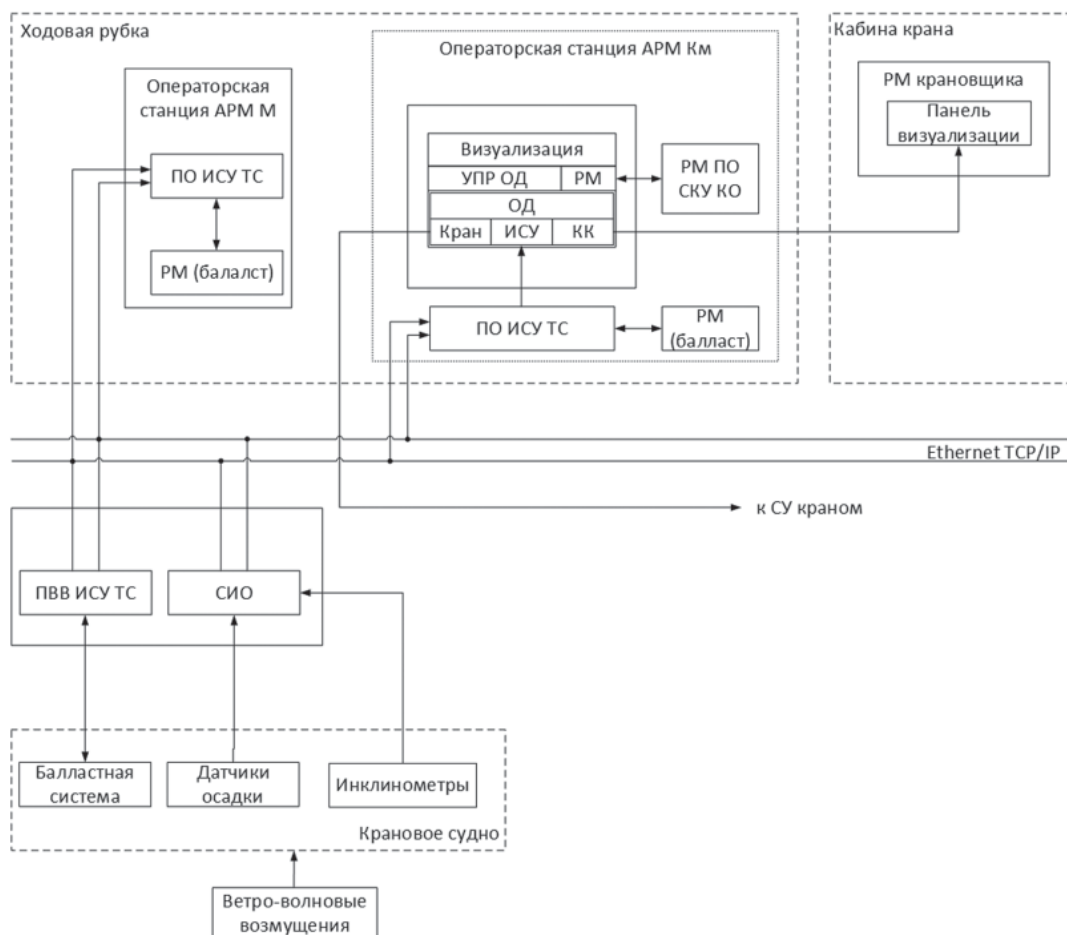 Ходовая рубка
Операторская
станция АРМ М
ПО ИСУ ТС
РМ (балалст)
Операторская станция АРМ Км
Визуализация
УПР ОД
РМ
ОД
Кран
ИСУ
КК
РМ ПО
СКУ КО
ПО ИСУ ТС
РМ
(балласт)
Кабина крана
РМ крановщика
Панель
визуализации
Ethernet TCP/IP
к СУ краном
ПВВ ИСУ ТС
СИО
Балластная
система
Датчики
осадки
Инклинометры
Крановое судно
Ветро-волновые
возмущения